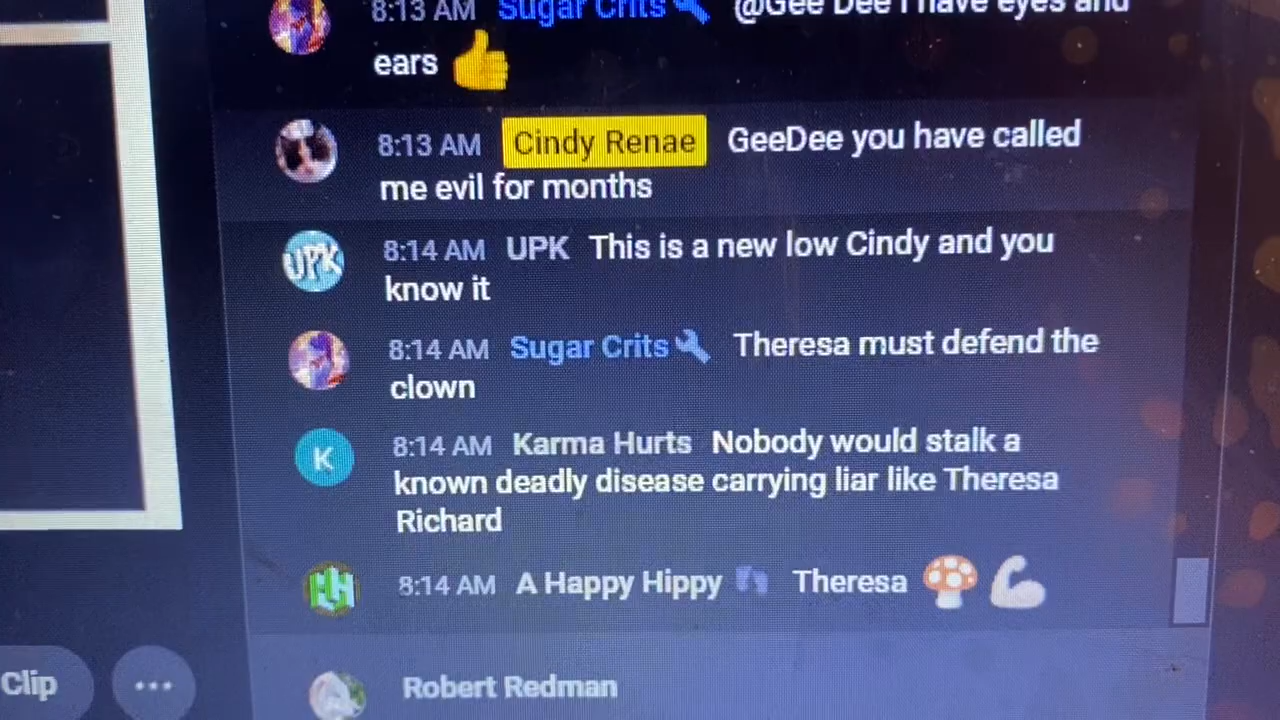 8:13 AM Sugar Crits @Gee Dee I have eyes and
ears
8:13 AM Cindy Renae GeeDee you have called
me evil for months
UPK
8:14 AM UPK This is a new low Cindy and you
know it
8:14 AM Sugar Crits Theresa must defend the
clown
K
8:14 AM Karma Hurts Nobody would stalk a
known deadly disease carrying liar like Theresa
Richard
HH
8:14 AM A Happy Hippy Theresa
Clip
Robert Redman